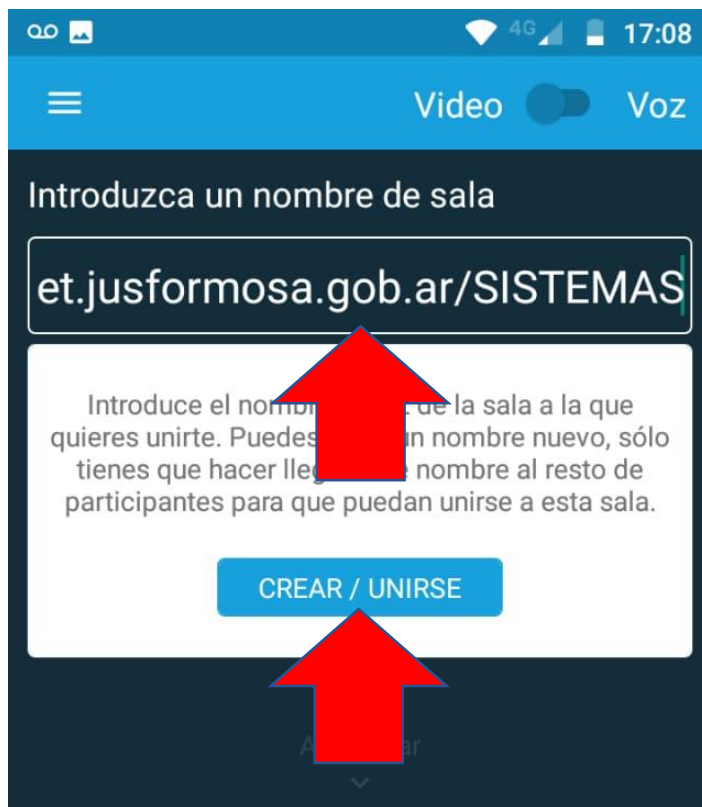 4G 17:08
Video Voz
Introduzca un nombre de sala
et.jusformosa.gob.ar/SISTEMAS
Introduce el de la sala a la que
quieres unirte. Puedes un nombre nuevo, sólo
tienes que hacer nombre al resto de
participantes para que puedan unirse a esta sala.
CREAR / UNIRSE